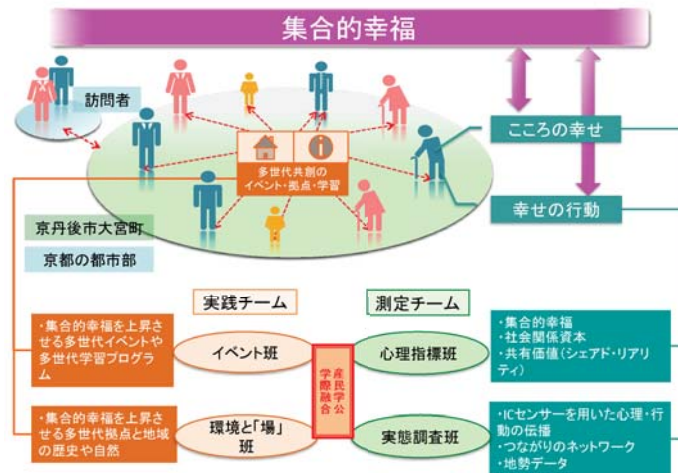 集合的幸福
訪問者
こころの幸せ
多世代共創の
イベント・拠点・学習
幸せの行動
京丹後市大宮町
京都の都市部
実践チーム
測定チーム
・集合的幸福を上昇さ
せる多世代イベントや
多世代学習プログラ
ム
イベント班
産民学公
学際融合
心理指標班
・集合的幸福
・社会関係資本
・共有価値(シェアド・リアリ
ティ)
・集合的幸福を上昇さ
せる多世代拠点と地域
の歴史や自然
環境と「場」
班
実態調査班
・ICセンサーを用いた心理・行
動の伝播
・つながりのネットワーク
・地勢データ